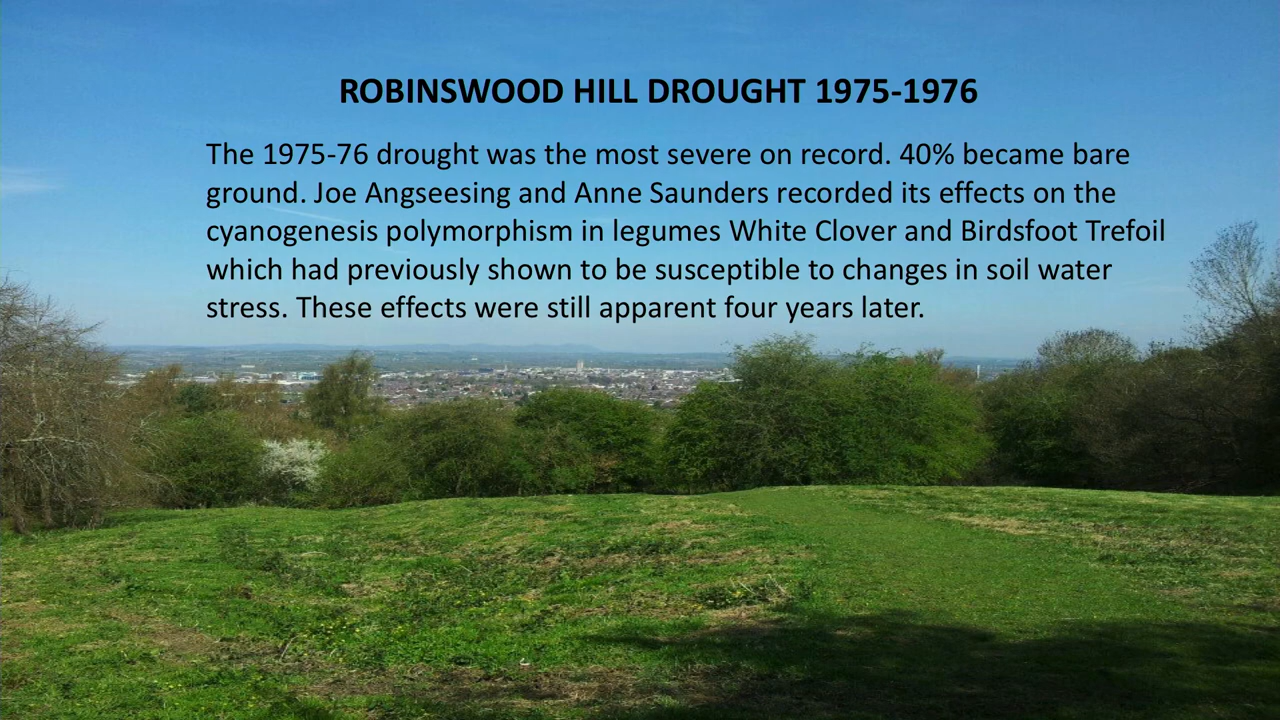 ROBINSWOOD HILL DROUGHT 1975-1976
The 1975-76 drought was the most severe on record. 40% became bare
ground. Joe Angseesing and Anne Saunders recorded its effects on the
cyanogenesis polymorphism in legumes White Clover and Birdsfoot Trefoil
which had previously shown to be susceptible to changes in soil water
stress. These effects were still apparent four years later.